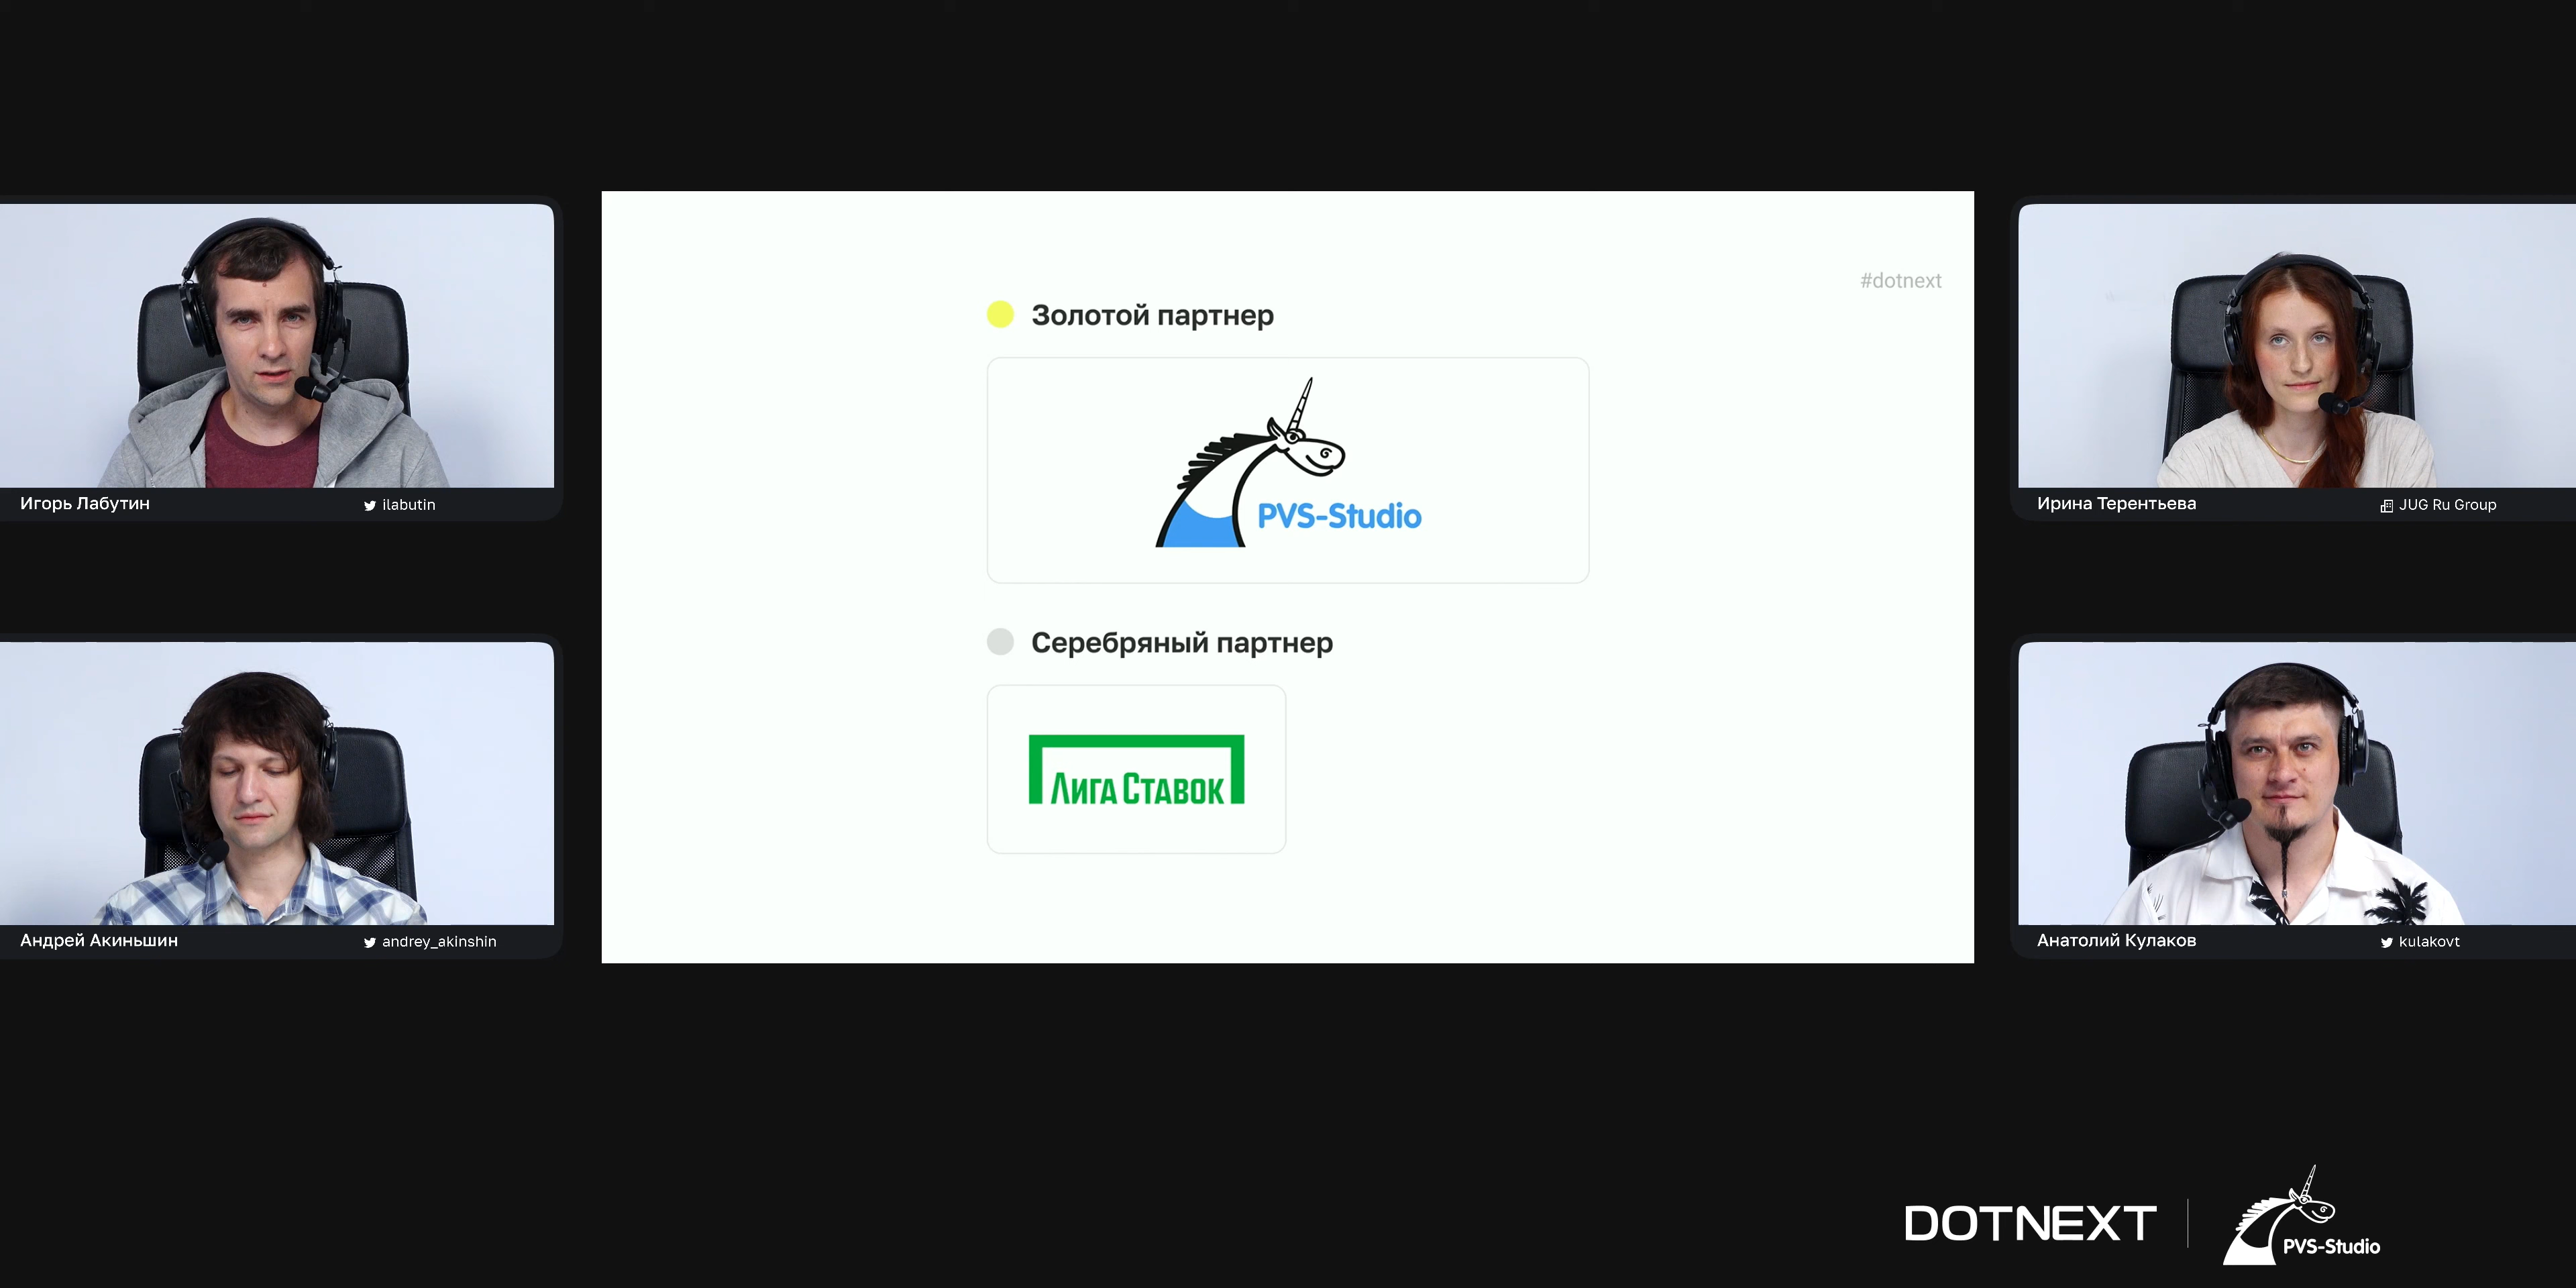 #dotnext
Золотой партнер
PVS-Studio
Серебряный партнер
Лига Ставок
Игорь Лабутин
ilabutin
Ирина Терентьева
JUG Ru Group
Андрей Акиньшин
andrey_akinshin
Анатолий Кулаков
kulakovt
DOTNEXT
PVS-Studio